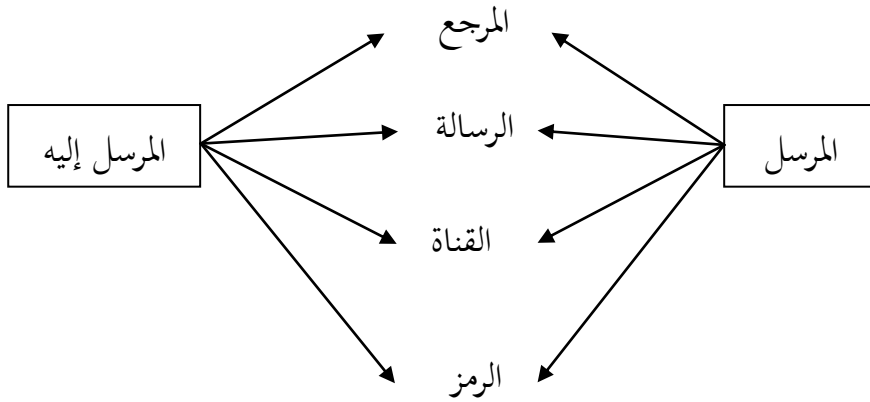 المرجع
الرسالة
المرسل
المرسل إليه
القناة
الرمز